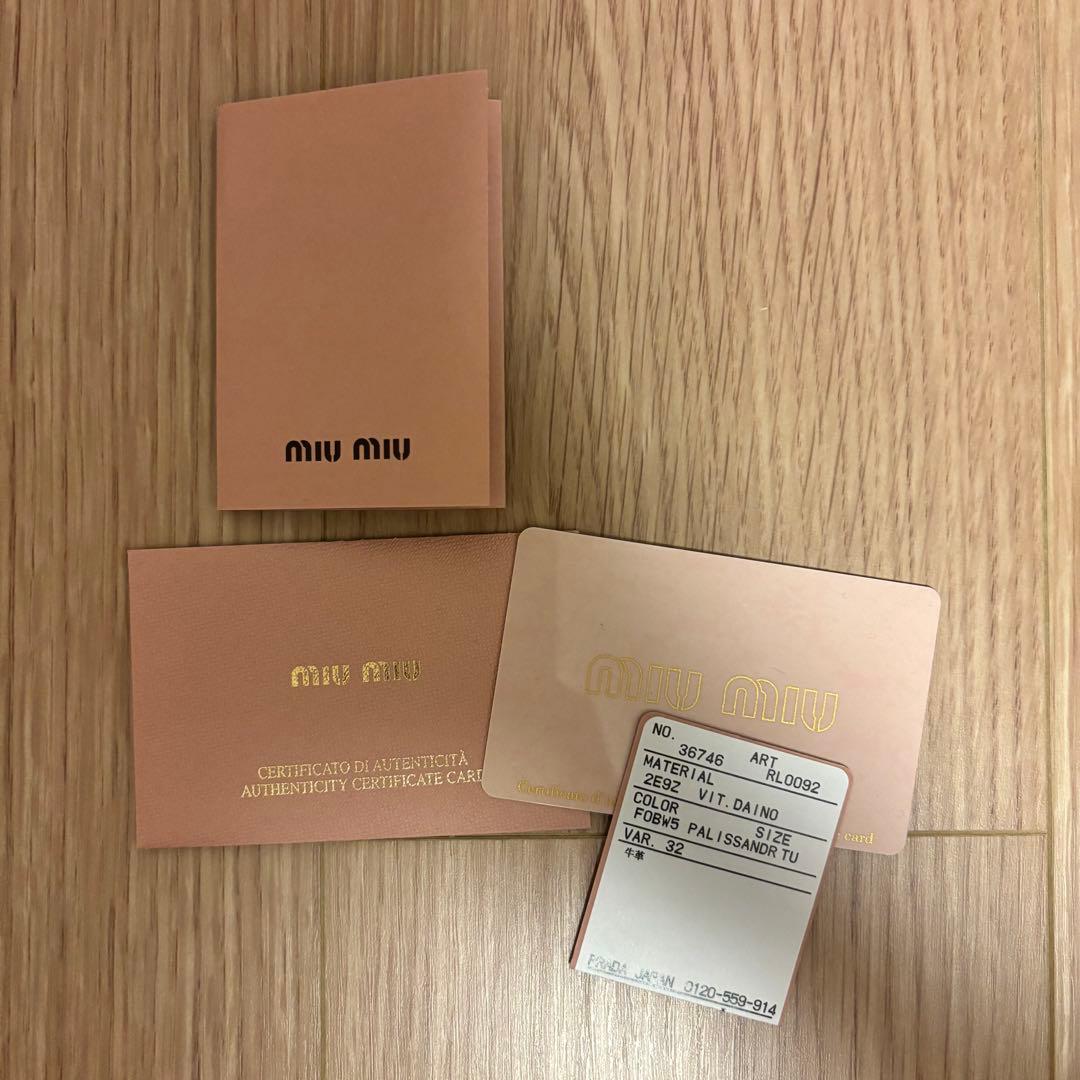 miu miu
miu miu
CERTIFICATO DI AUTENTICITÀ
AUTHENTICITY CERTIFICATE CARD
miu miu
Certificato d
card
NO. 36746 ART RL0092
MATERIAL
2E9Z VIT.DAINO
COLOR SIZE
F0BW5 PALISSANDR TU
VAR. 32
牛革
PRADA JAPAN 0120-559-914